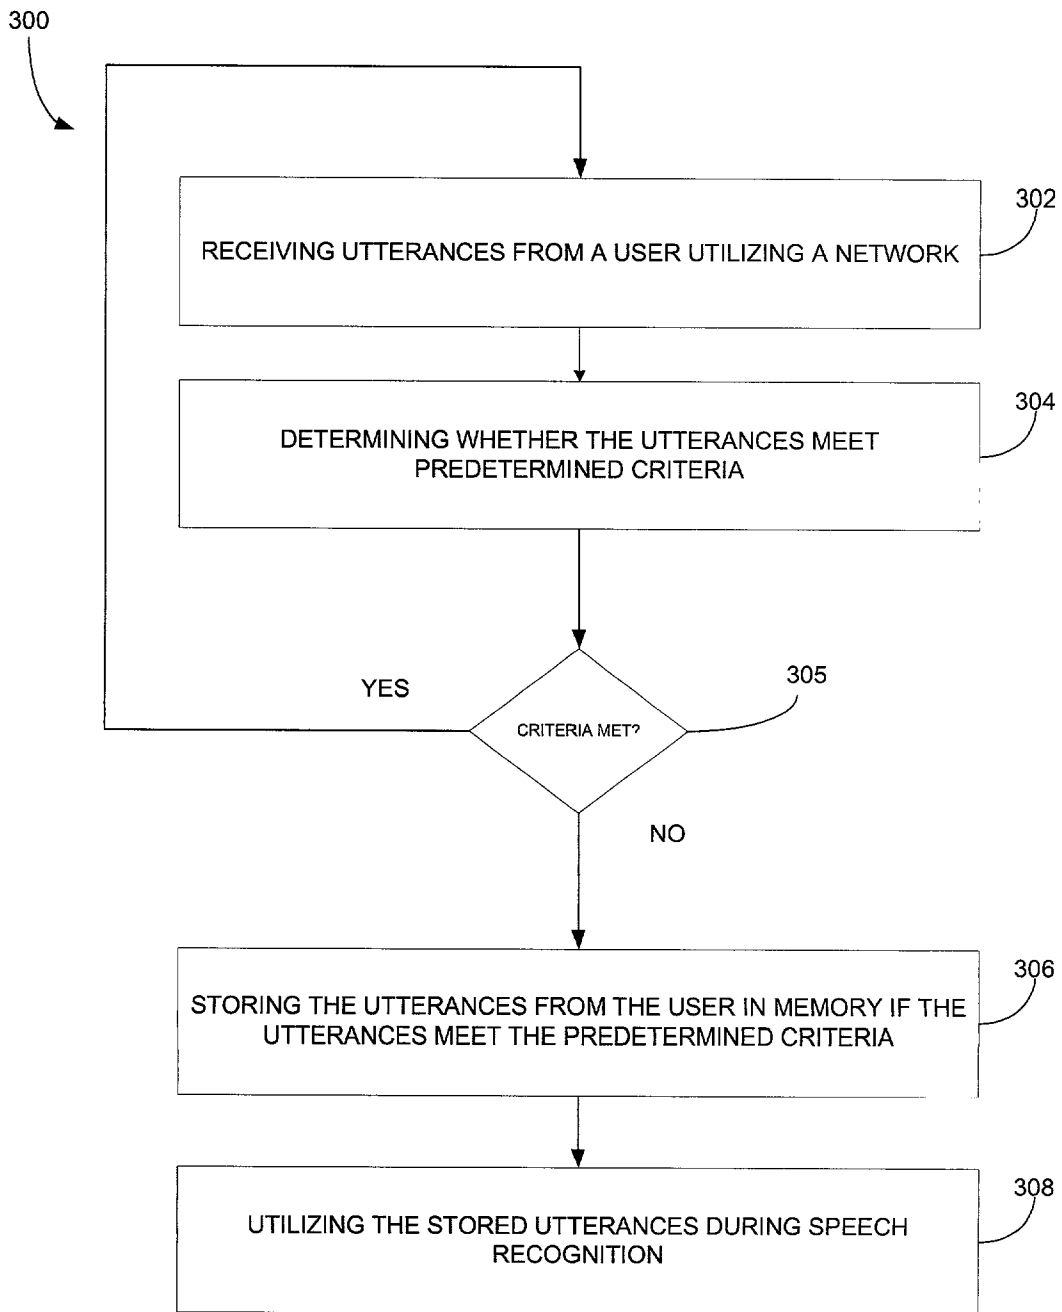 300
302
RECEIVING UTTERANCES FROM A USER UTILIZING A NETWORK
304
DETERMINING WHETHER THE UTTERANCES MEET
PREDETERMINED CRITERIA
305
YES
CRITERIA MET?
NO
306
STORING THE UTTERANCES FROM THE USER IN MEMORY IF THE
UTTERANCES MEET THE PREDETERMINED CRITERIA
308
UTILIZING THE STORED UTTERANCES DURING SPEECH
RECOGNITION